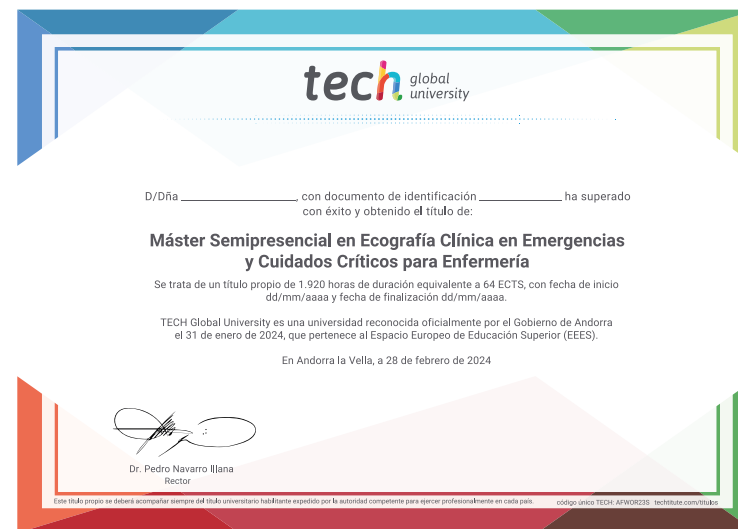 tech global university
D/Dña ____________, con documento de identificación ____________ ha superado
con éxito y obtenido el título de:
Máster Semipresencial en Ecografía Clínica en Emergencias
y Cuidados Críticos para Enfermería
Se trata de un título propio de 1.920 horas de duración equivalente a 64 ECTS, con fecha de inicio
dd/mm/aaaa y fecha de finalización dd/mm/aaaa.
TECH Global University es una universidad reconocida oficialmente por el Gobierno de Andorra
el 31 de enero de 2024, que pertenece al Espacio Europeo de Educación Superior (EEES).
En Andorra la Vella, a 28 de febrero de 2024
Dr. Pedro Navarro Illana
Rector
Este título propio se deberá acompañar siempre del título universitario habilitante expedido por la autoridad competente para ejercer profesionalmente en cada país. código único TECH: AFWOR23S techtitute.com/titulos